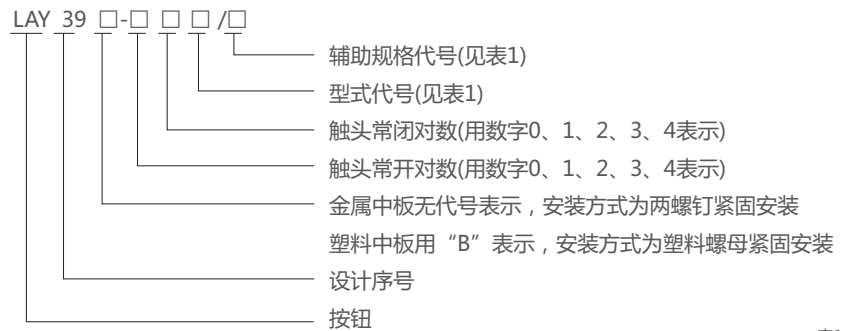 LAY 39 □-□ □ □ /□
辅助规格代号(见表1)
型式代号(见表1)
触头常闭对数(用数字0、1、2、3、4表示)
触头常开对数(用数字0、1、2、3、4表示)
金属中板无代号表示，安装方式为两螺钉紧固安装
塑料中板用“B”表示，安装方式为塑料螺母紧固安装
设计序号
按钮